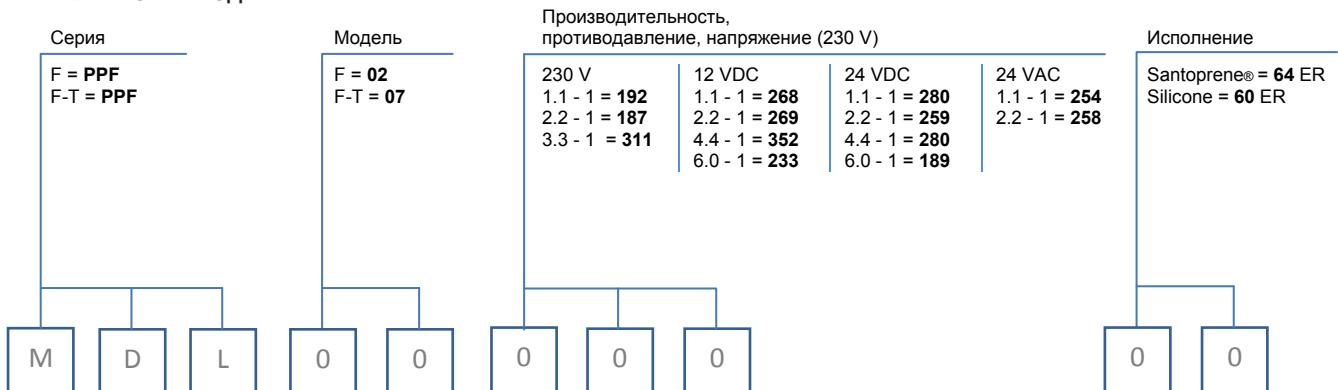 Серия
F = PPF
F-T = PPF
Модель
F = 02
F-T = 07
Производительность,
противодавление, напряжение (230 V)
230 V
1.1 - 1 = 192
2.2 - 1 = 187
3.3 - 1 = 311
12 VDC
1.1 - 1 = 268
2.2 - 1 = 269
4.4 - 1 = 352
6.0 - 1 = 233
24 VDC
1.1 - 1 = 280
2.2 - 1 = 259
4.4 - 1 = 280
6.0 - 1 = 189
24 VAC
1.1 - 1 = 254
2.2 - 1 = 258
Исполнение
Santoprene® = 64 ER
Silicone = 60 ER
M D L 0 0 0 0 0 0 0